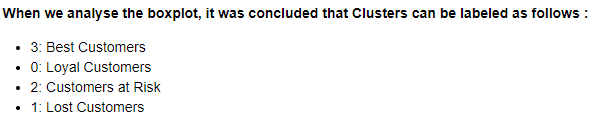 When we analyse the boxplot, it was concluded that Clusters can be labeled as follows :
• 3: Best Customers
• 0: Loyal Customers
• 2: Customers at Risk
• 1: Lost Customers